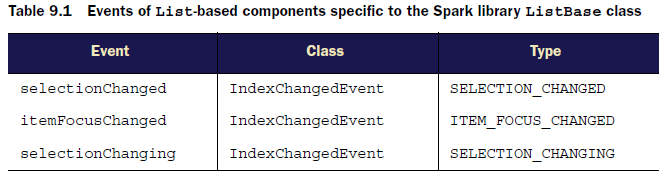 Table 9.1 Events of List-based components specific to the Spark library ListBase class
Event Class Type
selectionChanged IndexChangedEvent SELECTION_CHANGED
itemFocusChanged IndexChangedEvent ITEM_FOCUS_CHANGED
selectionChanging IndexChangedEvent SELECTION_CHANGING